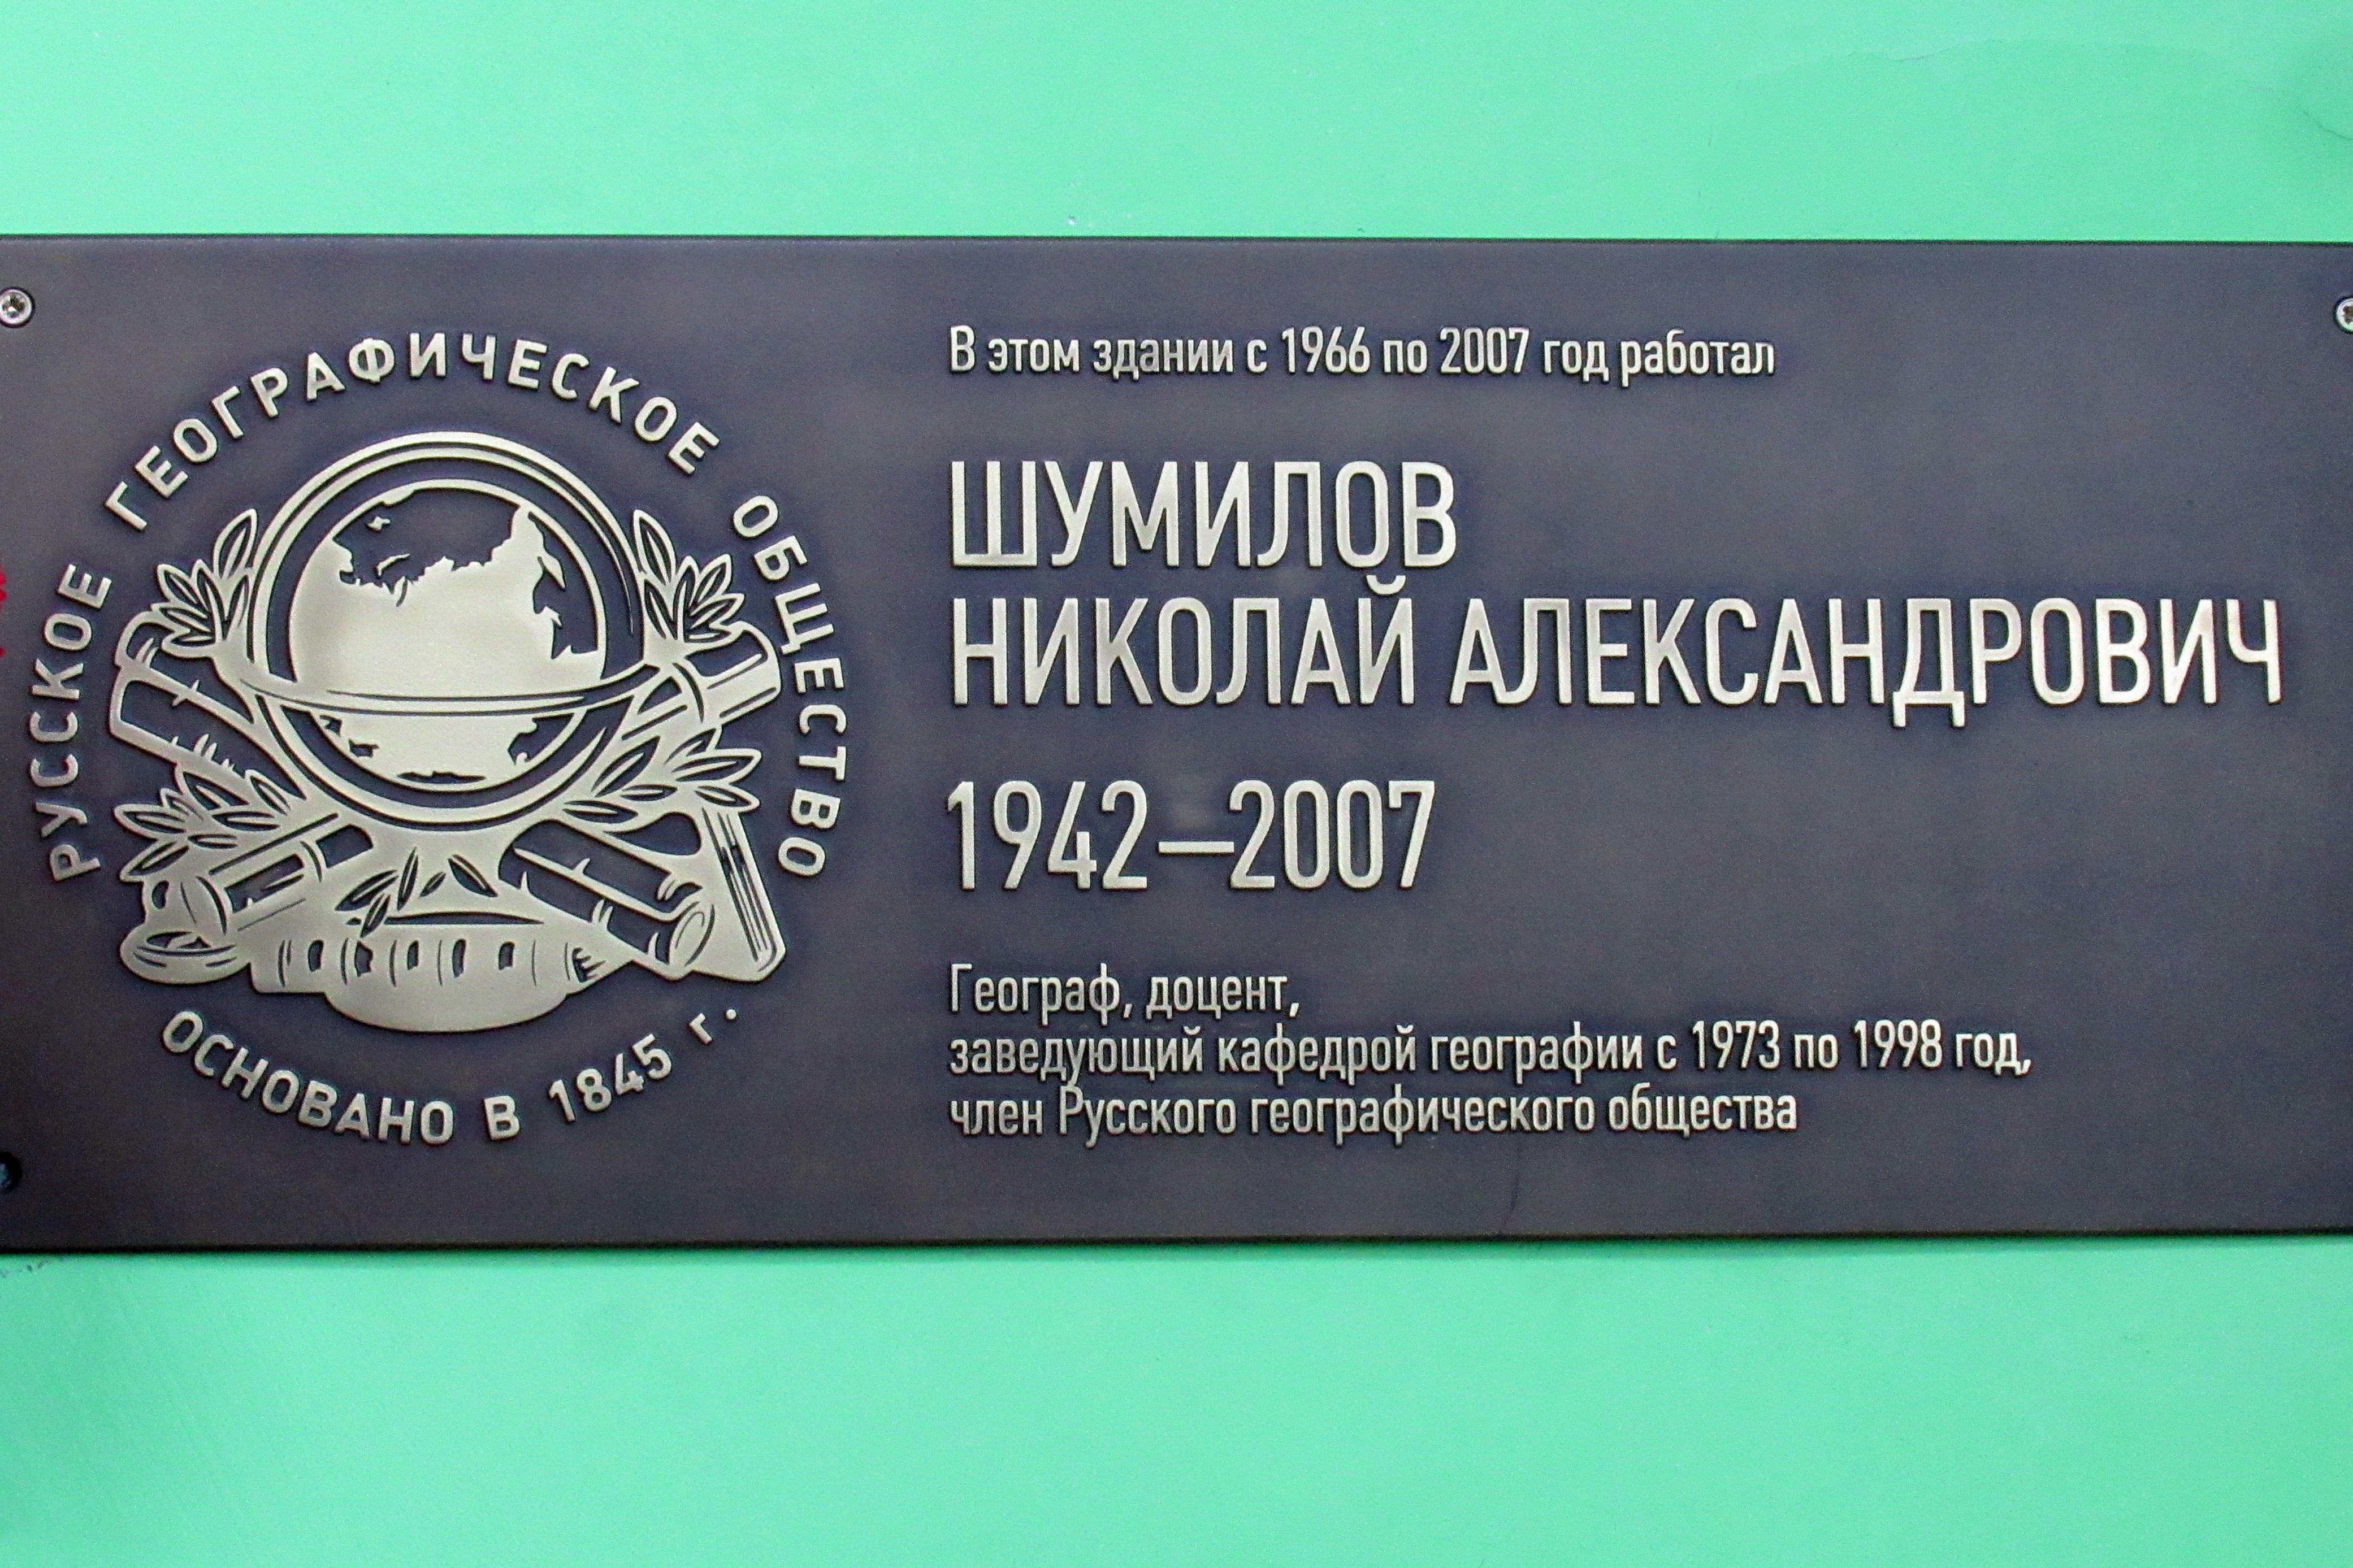 РУССКОЕ ГЕОГРАФИЧЕСКОЕ ОБЩЕСТВО
ОСНОВАНО В 1845 г.
В этом здании с 1966 по 2007 год работал
ШУМИЛОВ
НИКОЛАЙ АЛЕКСАНДРОВИЧ
1942—2007
Географ, доцент,
заведующий кафедрой географии с 1973 по 1998 год,
член Русского географического общества